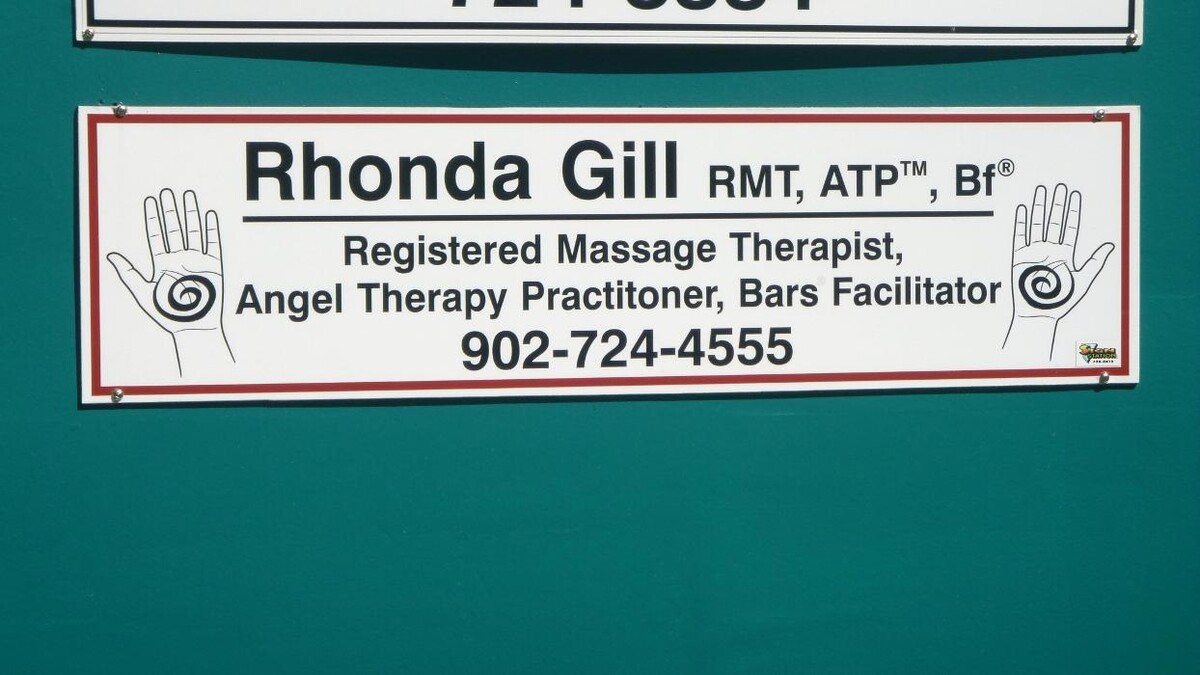 Rhonda Gill RMT, ATP™, Bf®
Registered Massage Therapist,
Angel Therapy Practitoner, Bars Facilitator
902-724-4555